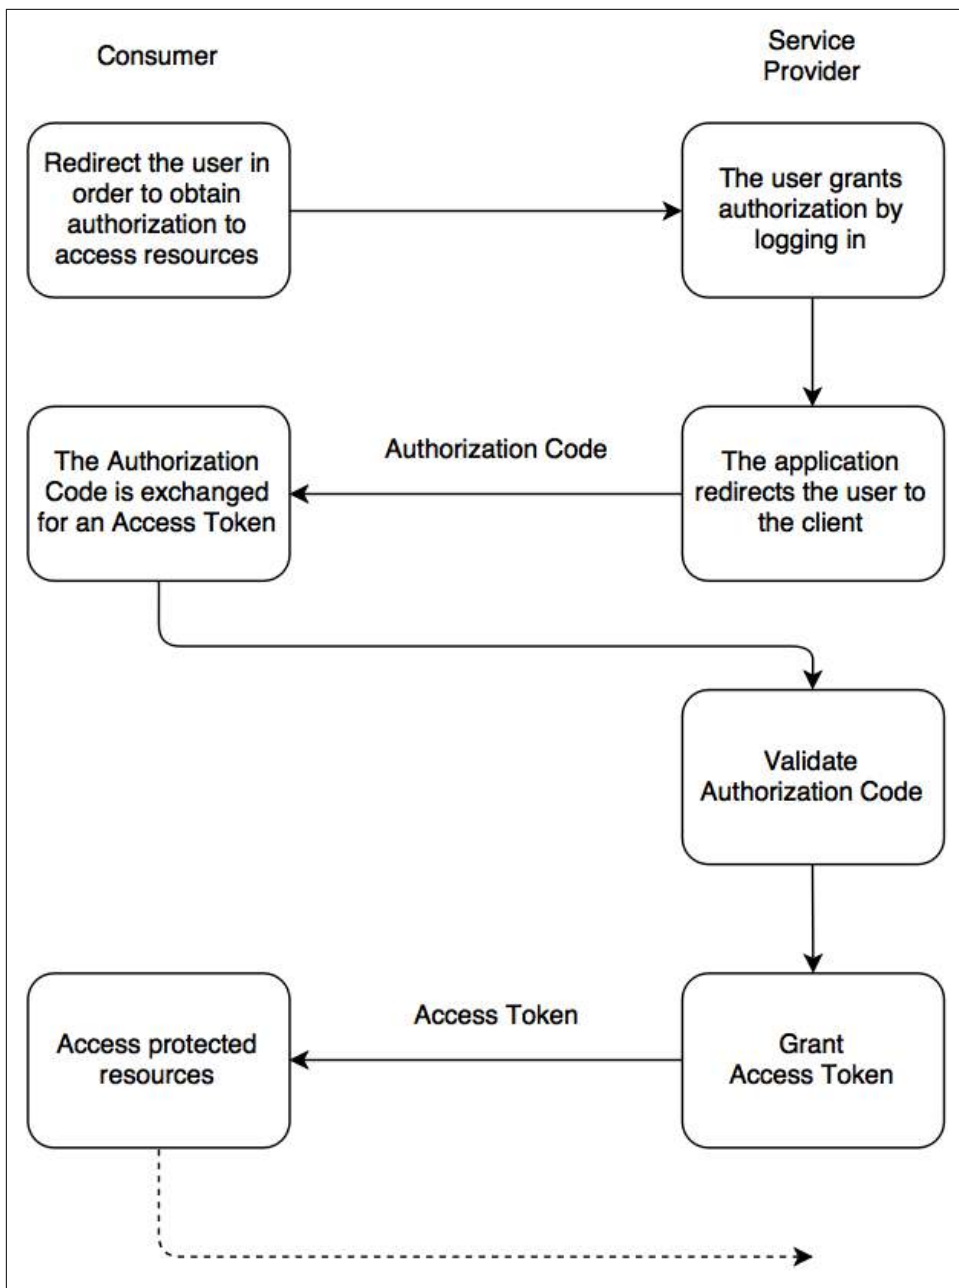 Consumer
Service
Provider
Redirect the user in
order to obtain
authorization to
access resources
The user grants
authorization by
logging in
The Authorization
Code is exchanged
for an Access Token
Authorization Code
The application
redirects the user to
the client
Validate
Authorization Code
Access protected
resources
Access Token
Grant
Access Token